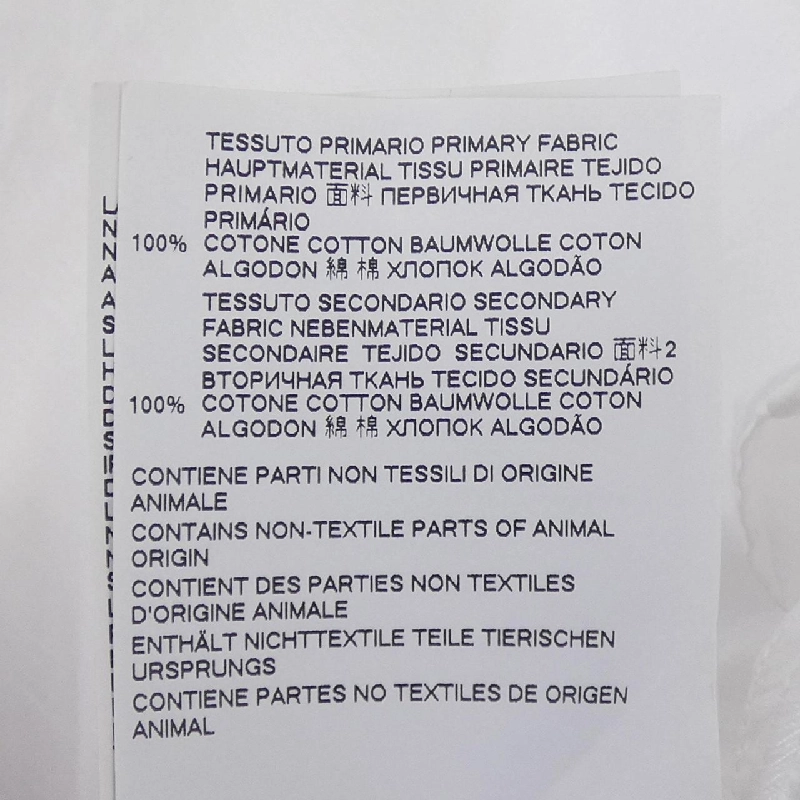 TESSUTO PRIMARIO PRIMARY FABRIC
HAUPTMATERIAL TISSU PRIMAIRE TEJIDO
PRIMARIO 面料 ПЕРВИЧНАЯ ТКАНЬ TECIDO
PRIMÁRIO
100% COTONE COTTON BAUMWOLLE COTON
ALGODON 綿 棉 ХЛОПОК ALGODÃO
TESSUTO SECONDARIO SECONDARY
FABRIC NEBENMATERIAL TISSU
SECONDAIRE TEJIDO SECUNDARIO 面料2
ВТОРИЧНАЯ ТКАНЬ TECIDO SECUNDÁRIO
100% COTONE COTTON BAUMWOLLE COTON
ALGODON 綿 棉 ХЛОПОК ALGODÃO
CONTIENE PARTI NON TESSILI DI ORIGINE
ANIMALE
CONTAINS NON-TEXTILE PARTS OF ANIMAL
ORIGIN
CONTIENT DES PARTIES NON TEXTILES
D'ORIGINE ANIMALE
ENTHÄLT NICHTTEXTILE TEILE TIERISCHEN
URSPRUNGS
CONTIENE PARTES NO TEXTILES DE ORIGEN
ANIMAL